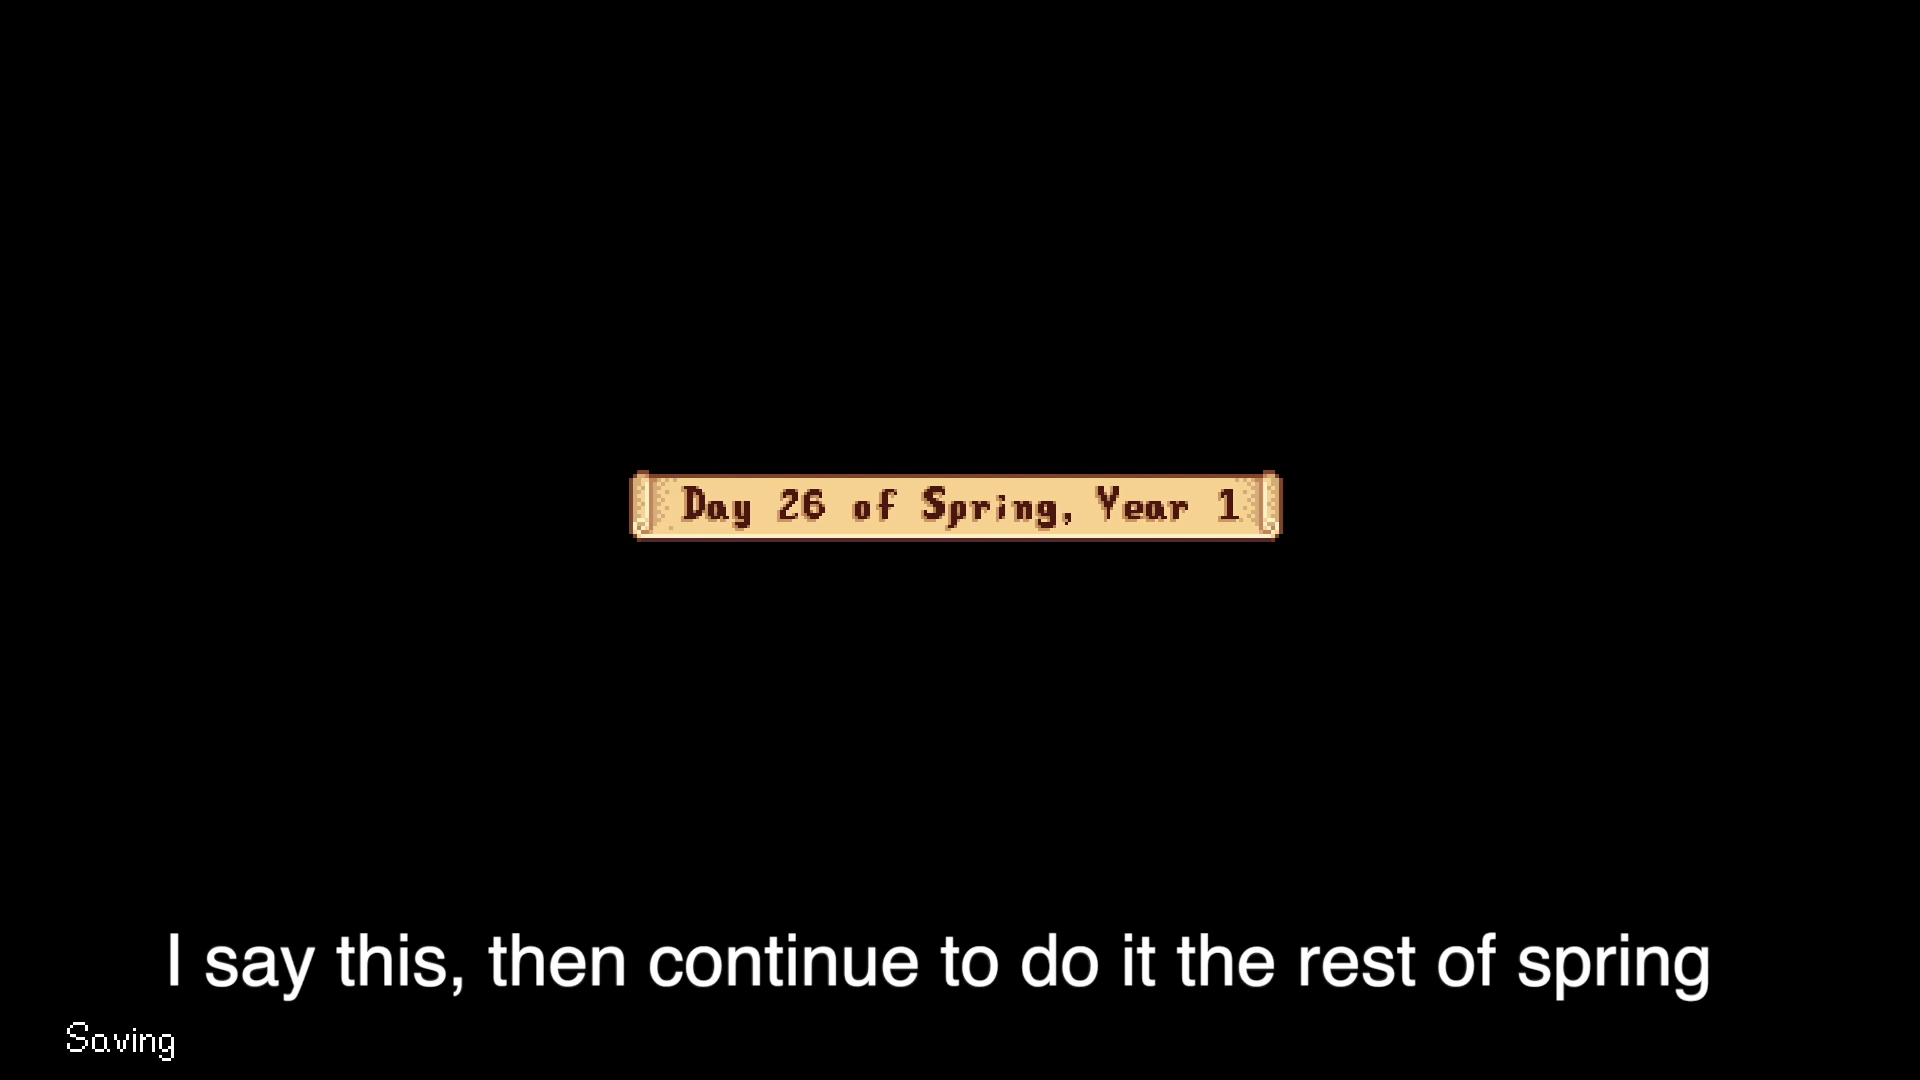 Day 26 of Spring, Year 1
I say this, then continue to do it the rest of spring
Saving